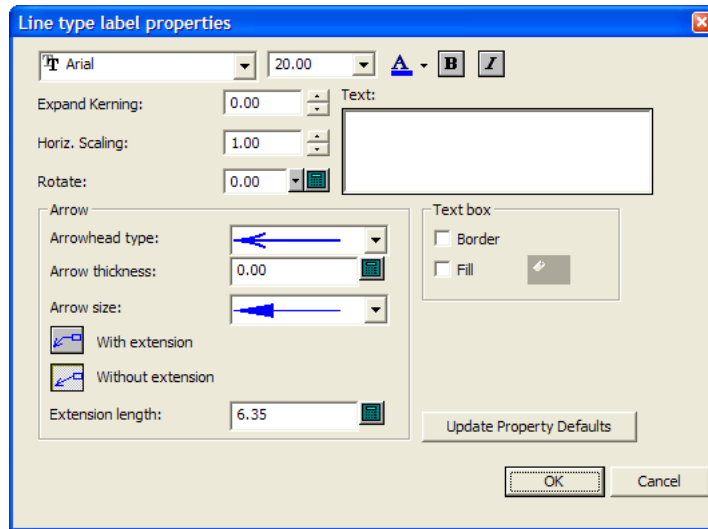 Line type label properties
Arial 20.00 A B I
Expand Kerning: 0.00 Text:
Horiz. Scaling: 1.00
Rotate: 0.00
Arrow Text box
Arrowhead type: Border
Arrow thickness: 0.00 Fill
Arrow size:
With extension
Without extension
Extension length: 6.35 Update Property Defaults
OK Cancel